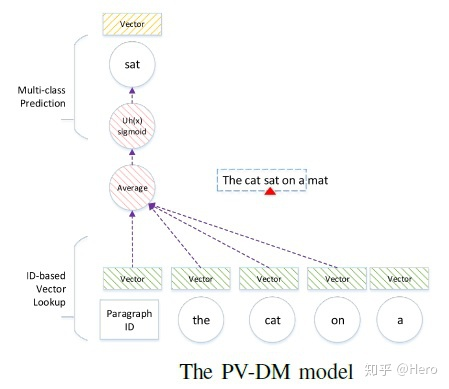 Vector
sat
Multi-class
Prediction
Uh(x)
sigmoid
Average
The cat sat on a mat
ID-based
Vector
Lookup
Vector Vector Vector Vector Vector
Paragraph
ID
the cat on a
The PV-DM model
知乎 @Hero